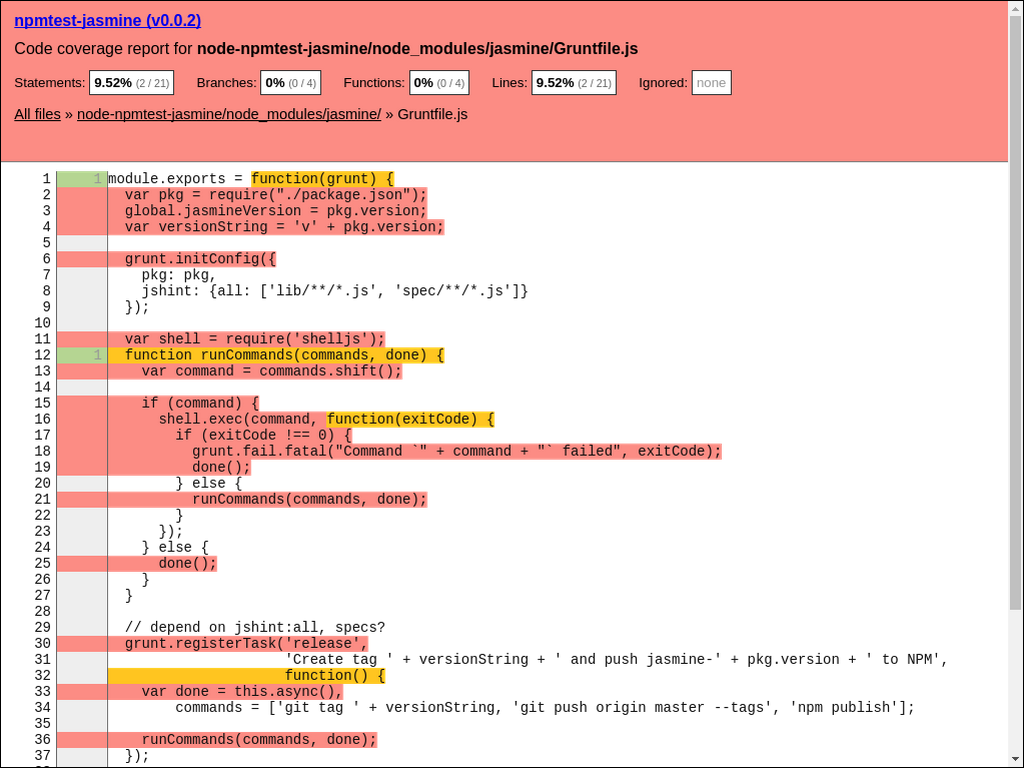 npmtest-jasmine (v0.0.2)
Code coverage report for node-npmtest-jasmine/node_modules/jasmine/Gruntfile.js
Statements: 9.52% (2 / 21) Branches: 0% (0 / 4) Functions: 0% (0 / 4) Lines: 9.52% (2 / 21) Ignored: none
All files » node-npmtest-jasmine/node_modules/jasmine/ » Gruntfile.js
1 1 module.exports = function(grunt) {
2   var pkg = require("./package.json");
3   global.jasmineVersion = pkg.version;
4   var versionString = 'v' + pkg.version;
5
6   grunt.initConfig({
7     pkg: pkg,
8     jshint: {all: ['lib/**/*.js', 'spec/**/*.js']}
9   });
10
11   var shell = require('shelljs');
12 1   function runCommands(commands, done) {
13     var command = commands.shift();
14
15     if (command) {
16       shell.exec(command, function(exitCode) {
17         if (exitCode !== 0) {
18           grunt.fail.fatal("Command `" + command + "` failed", exitCode);
19           done();
20         } else {
21           runCommands(commands, done);
22         }
23       });
24     } else {
25       done();
26     }
27   }
28
29   // depend on jshint:all, specs?
30   grunt.registerTask('release',
31                      'Create tag ' + versionString + ' and push jasmine-' + pkg.version + ' to NPM',
32                      function() {
33     var done = this.async(),
34         commands = ['git tag ' + versionString, 'git push origin master --tags', 'npm publish'];
35
36     runCommands(commands, done);
37   });